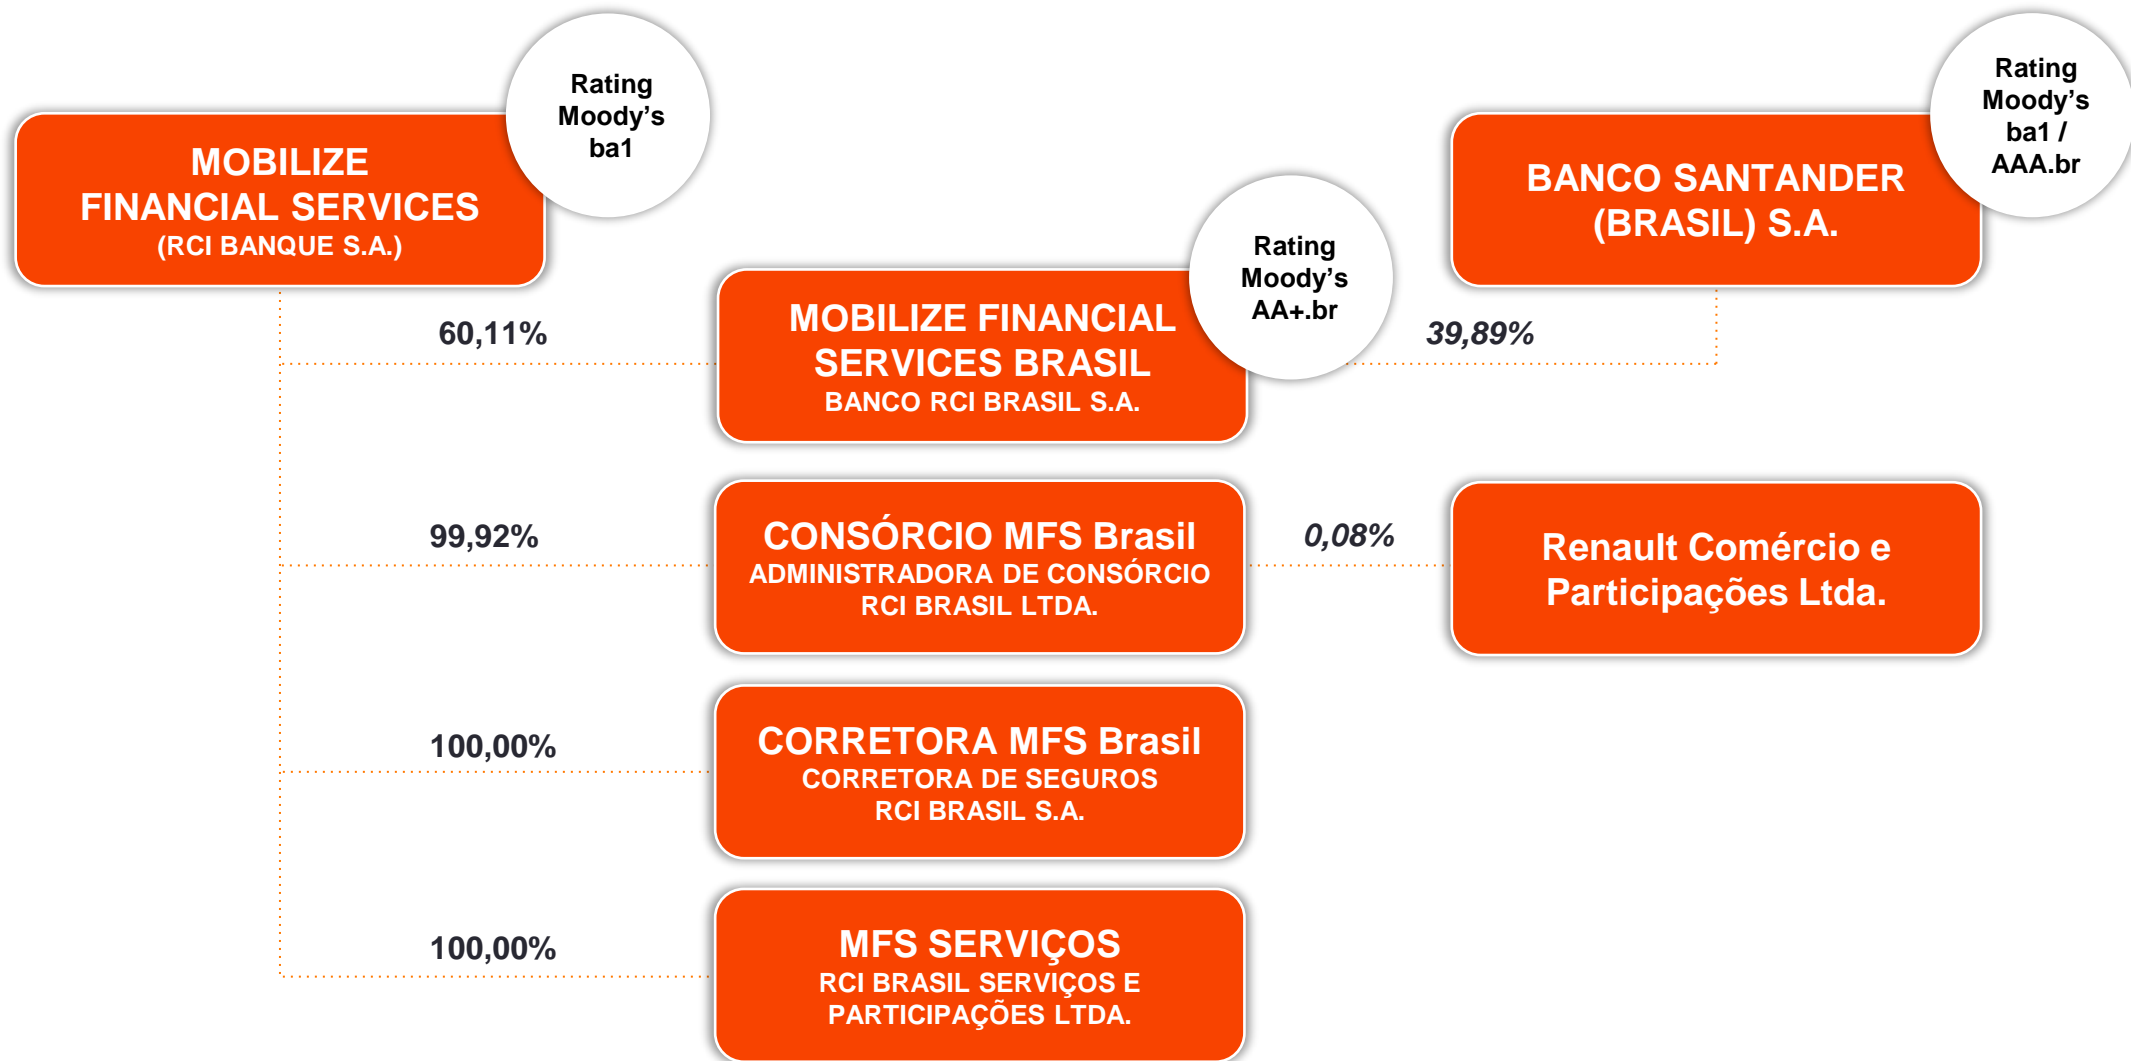 Rating
Moody’s
ba1
MOBILIZE
FINANCIAL SERVICES
(RCI BANQUE S.A.)
Rating
Moody’s
ba1 /
AAA.br
BANCO SANTANDER
(BRASIL) S.A.
60,11%
Rating
Moody’s
AA+.br
MOBILIZE FINANCIAL
SERVICES BRASIL
BANCO RCI BRASIL S.A.
39,89%
99,92%
CONSÓRCIO MFS Brasil
ADMINISTRADORA DE CONSÓRCIO
RCI BRASIL LTDA.
0,08%
Renault Comércio e
Participações Ltda.
100,00%
CORRETORA MFS Brasil
CORRETORA DE SEGUROS
RCI BRASIL S.A.
100,00%
MFS SERVIÇOS
RCI BRASIL SERVIÇOS E
PARTICIPAÇÕES LTDA.